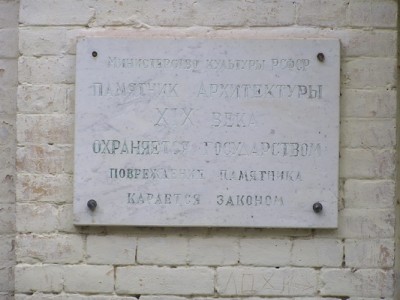 Министерство культуры РСФСР
ПАМЯТНИК АРХИТЕКТУРЫ
XIX ВЕКА
ОХРАНЯЕТСЯ ГОСУДАРСТВОМ
ПОВРЕЖДЕНИЕ ПАМЯТНИКА
КАРАЕТСЯ ЗАКОНОМ